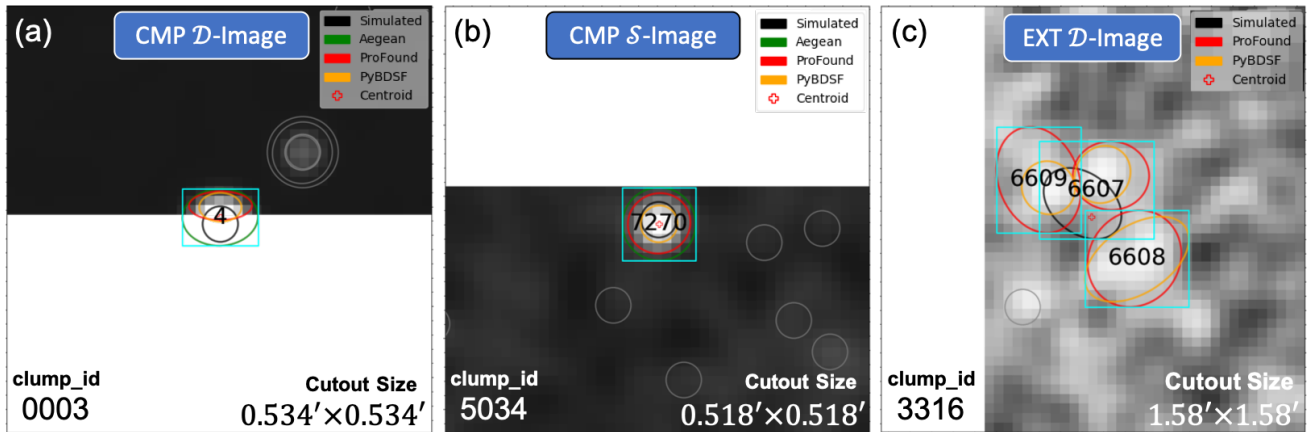 (a)
CMP 𝒟-Image
Simulated
Aegean
ProFound
PyBDSF
Centroid
4
clump_id
0003
Cutout Size
0.534′×0.534′
(b)
CMP 𝒮-Image
Simulated
Aegean
ProFound
PyBDSF
Centroid
7270
clump_id
5034
Cutout Size
0.518′×0.518′
(c)
EXT 𝒟-Image
Simulated
ProFound
PyBDSF
Centroid
6609
6607
6608
clump_id
3316
Cutout Size
1.58′×1.58′